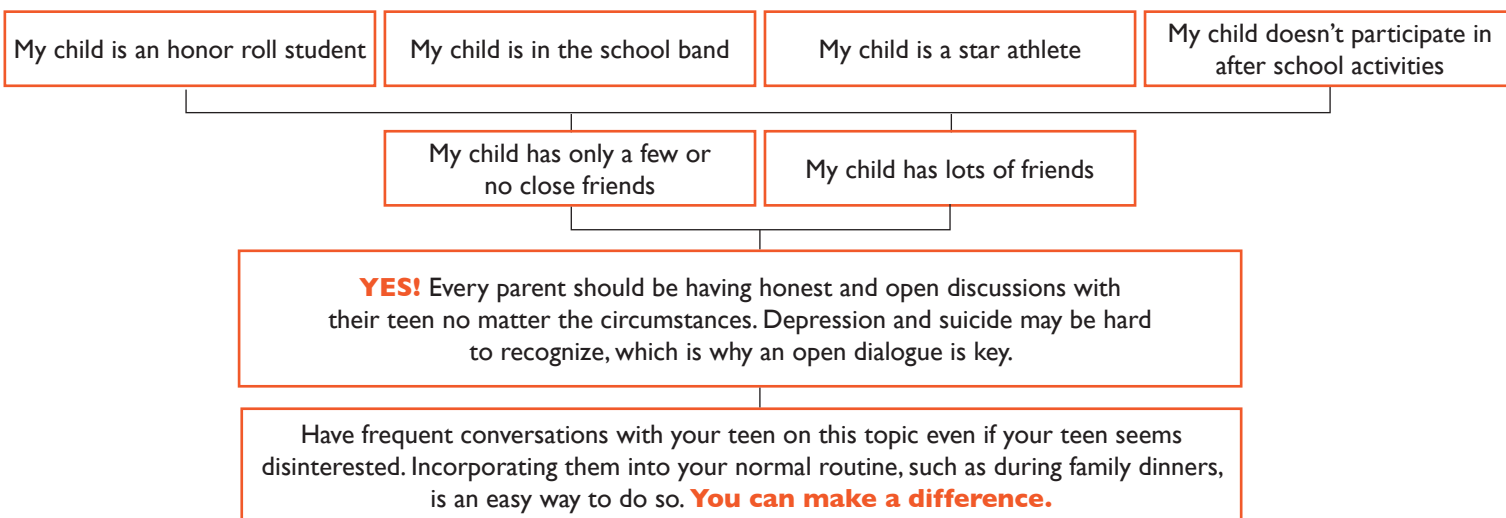 My child is an honor roll student
My child is in the school band
My child is a star athlete
My child doesn’t participate in
after school activities
My child has only a few or
no close friends
My child has lots of friends
YES! Every parent should be having honest and open discussions with
their teen no matter the circumstances. Depression and suicide may be hard
to recognize, which is why an open dialogue is key.
Have frequent conversations with your teen on this topic even if your teen seems
disinterested. Incorporating them into your normal routine, such as during family dinners,
is an easy way to do so. You can make a difference.